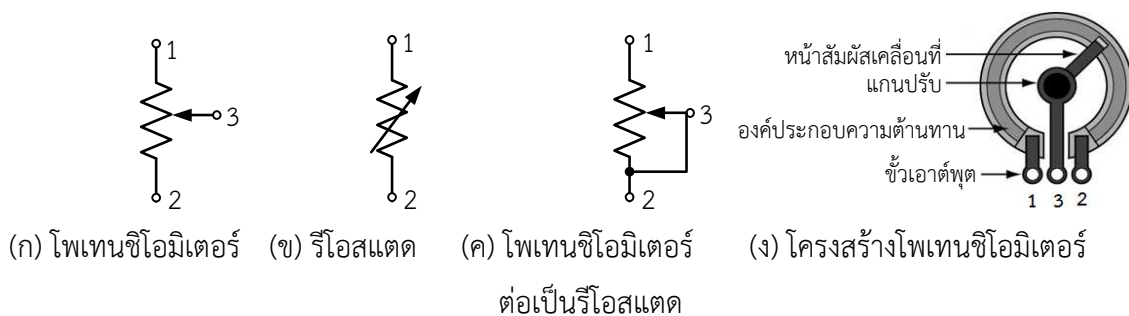 1
3
2
(ก) โพเทนชิโอมิเตอร์
1
2
(ข) รีโอสแตด
1
3
2
(ค) โพเทนชิโอมิเตอร์
ต่อเป็นรีโอสแตด
หน้าสัมผัสเคลื่อนที่
แกนปรับ
องค์ประกอบความต้านทาน
ขั้วเอาต์พุต
1 3 2
(ง) โครงสร้างโพเทนชิโอมิเตอร์